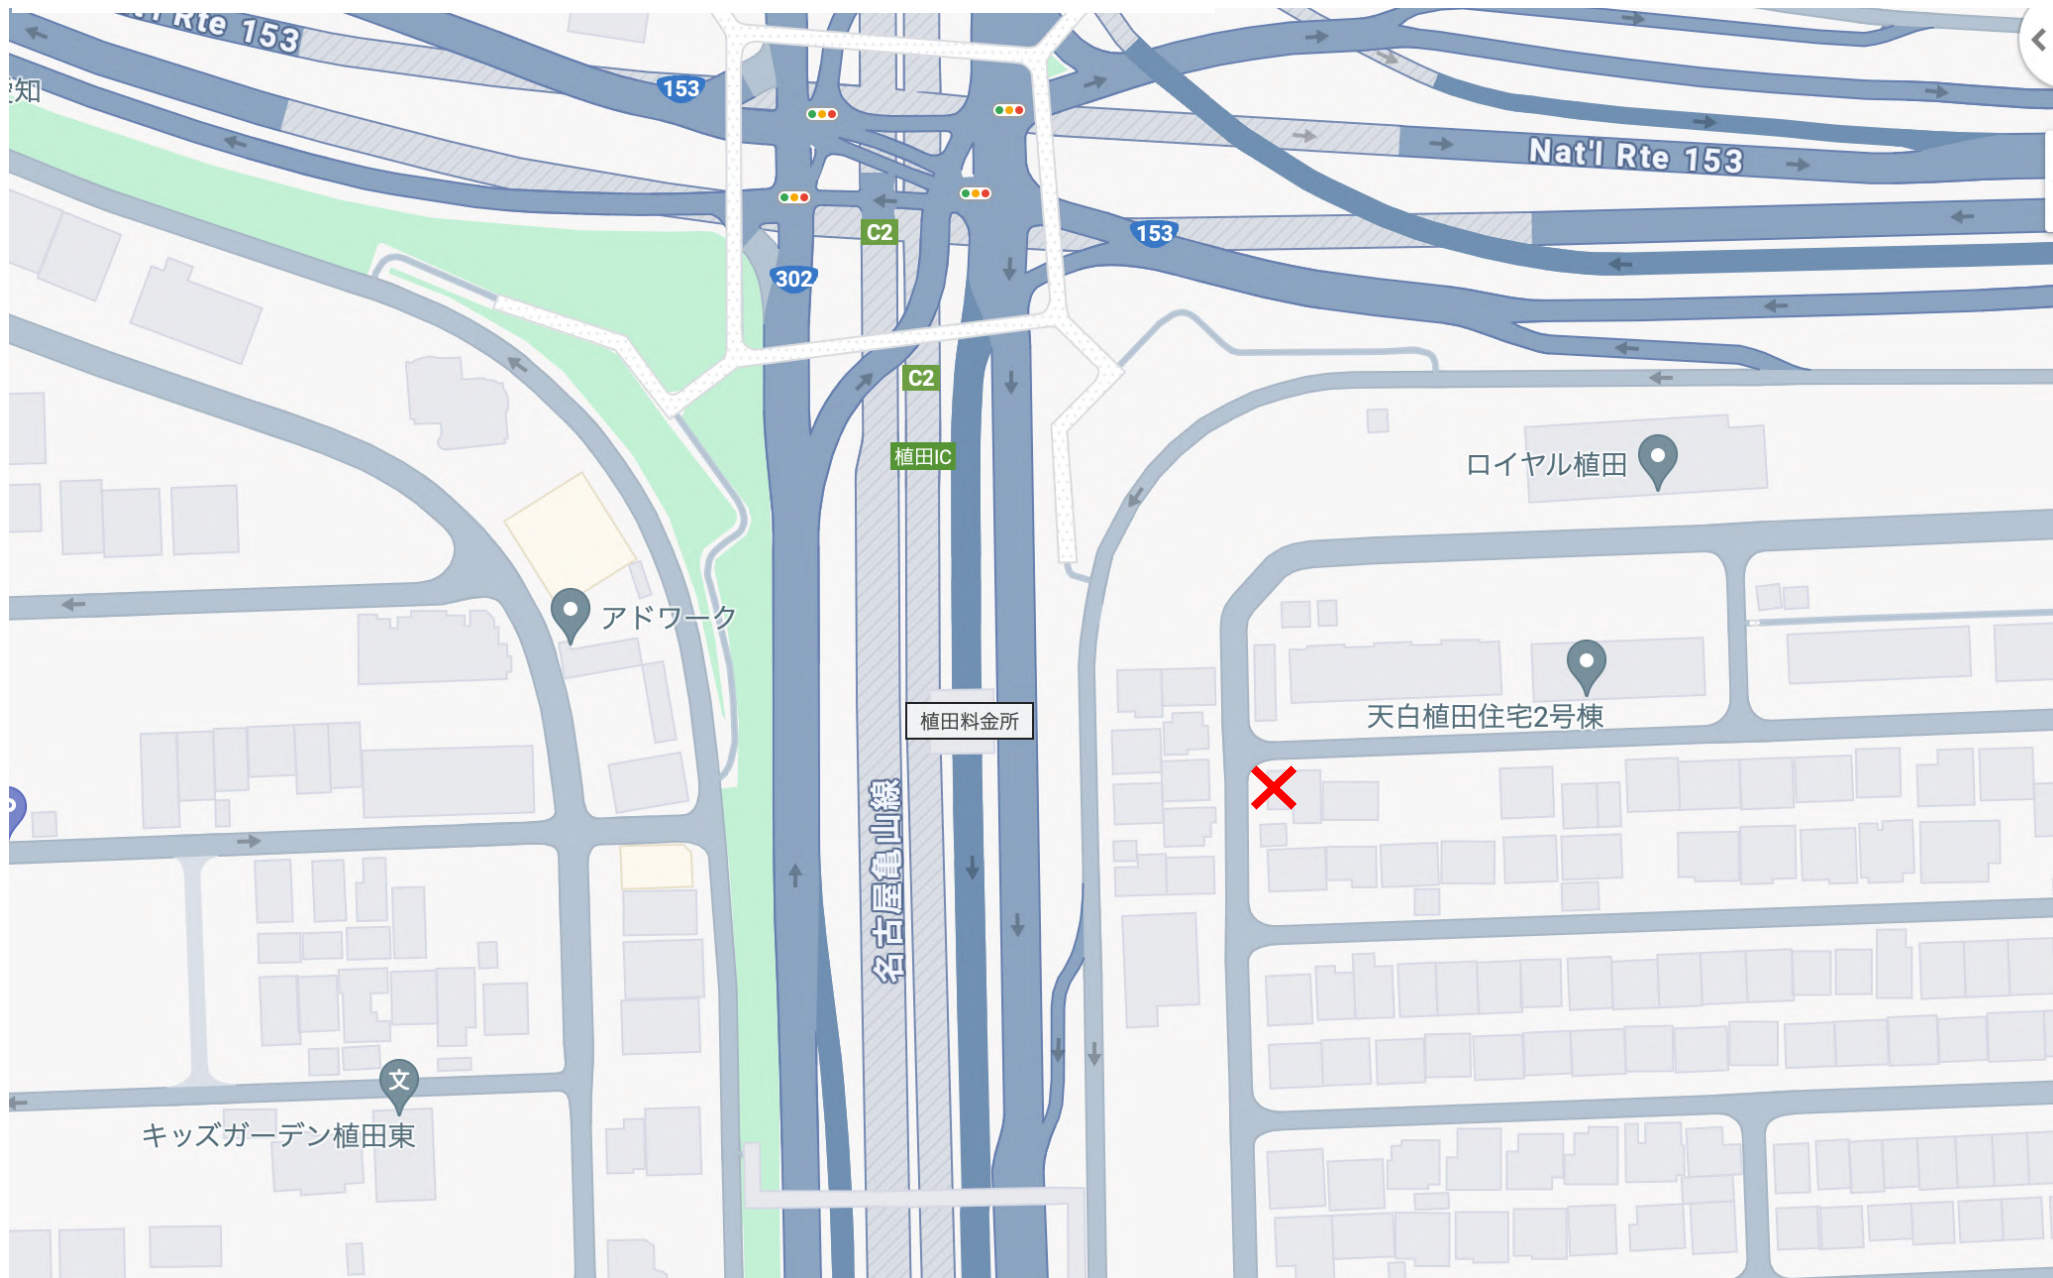 Nat'l Rte 153
153
知
Nat'l Rte 153
C2
153
302
C2
植田IC
ロイヤル植田
アドワーク
天白植田住宅2号棟
植田料金所
名古屋亀山線
文
キッズガーデン植田東